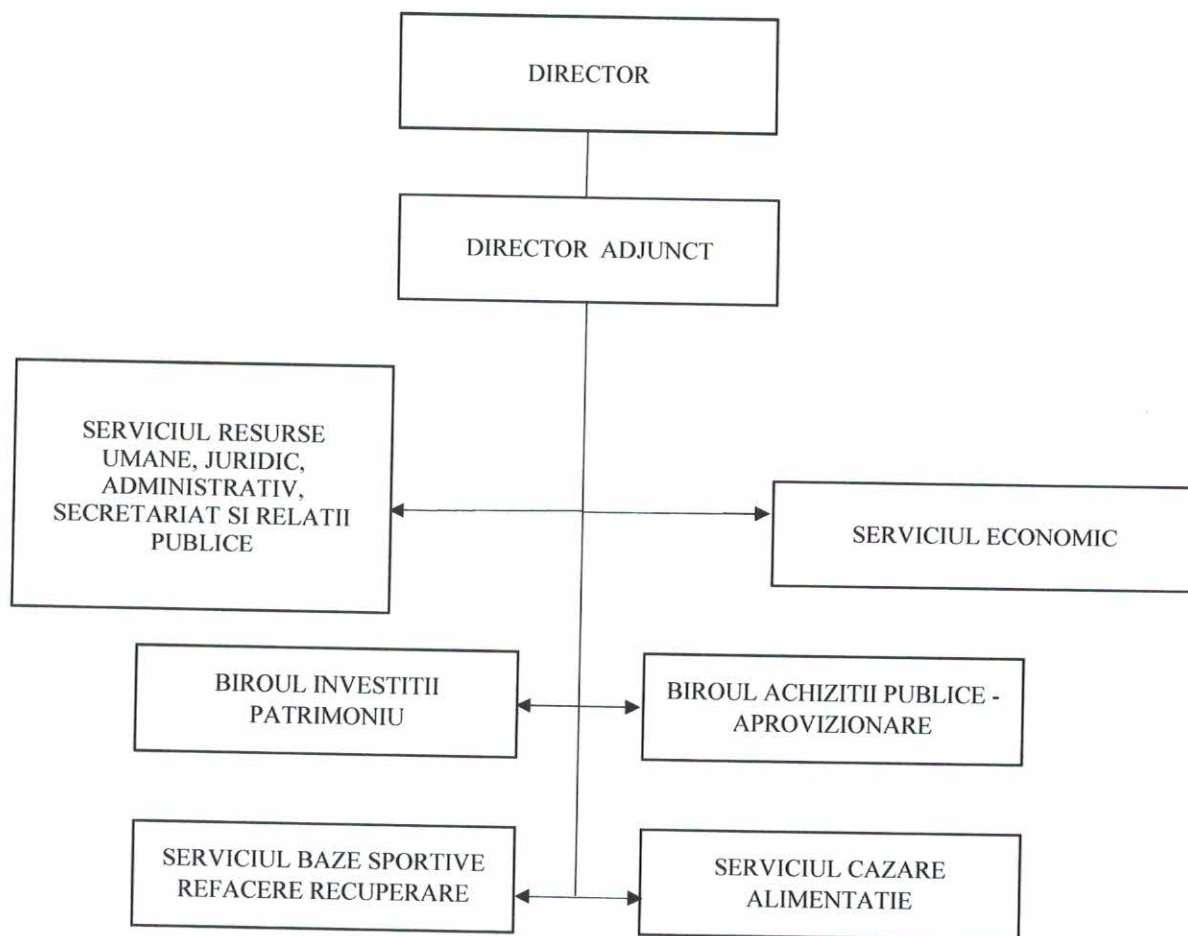 DIRECTOR
DIRECTOR ADJUNCT
SERVICIUL RESURSE
UMANE, JURIDIC,
ADMINISTRATIV,
SECRETARIAT SI RELATII
PUBLICE
SERVICIUL ECONOMIC
BIROUL INVESTITII
PATRIMONIU
BIROUL ACHIZITII PUBLICE -
APROVIZIONARE
SERVICIUL BAZE SPORTIVE
REFACERE RECUPERARE
SERVICIUL CAZARE
ALIMENTATIE